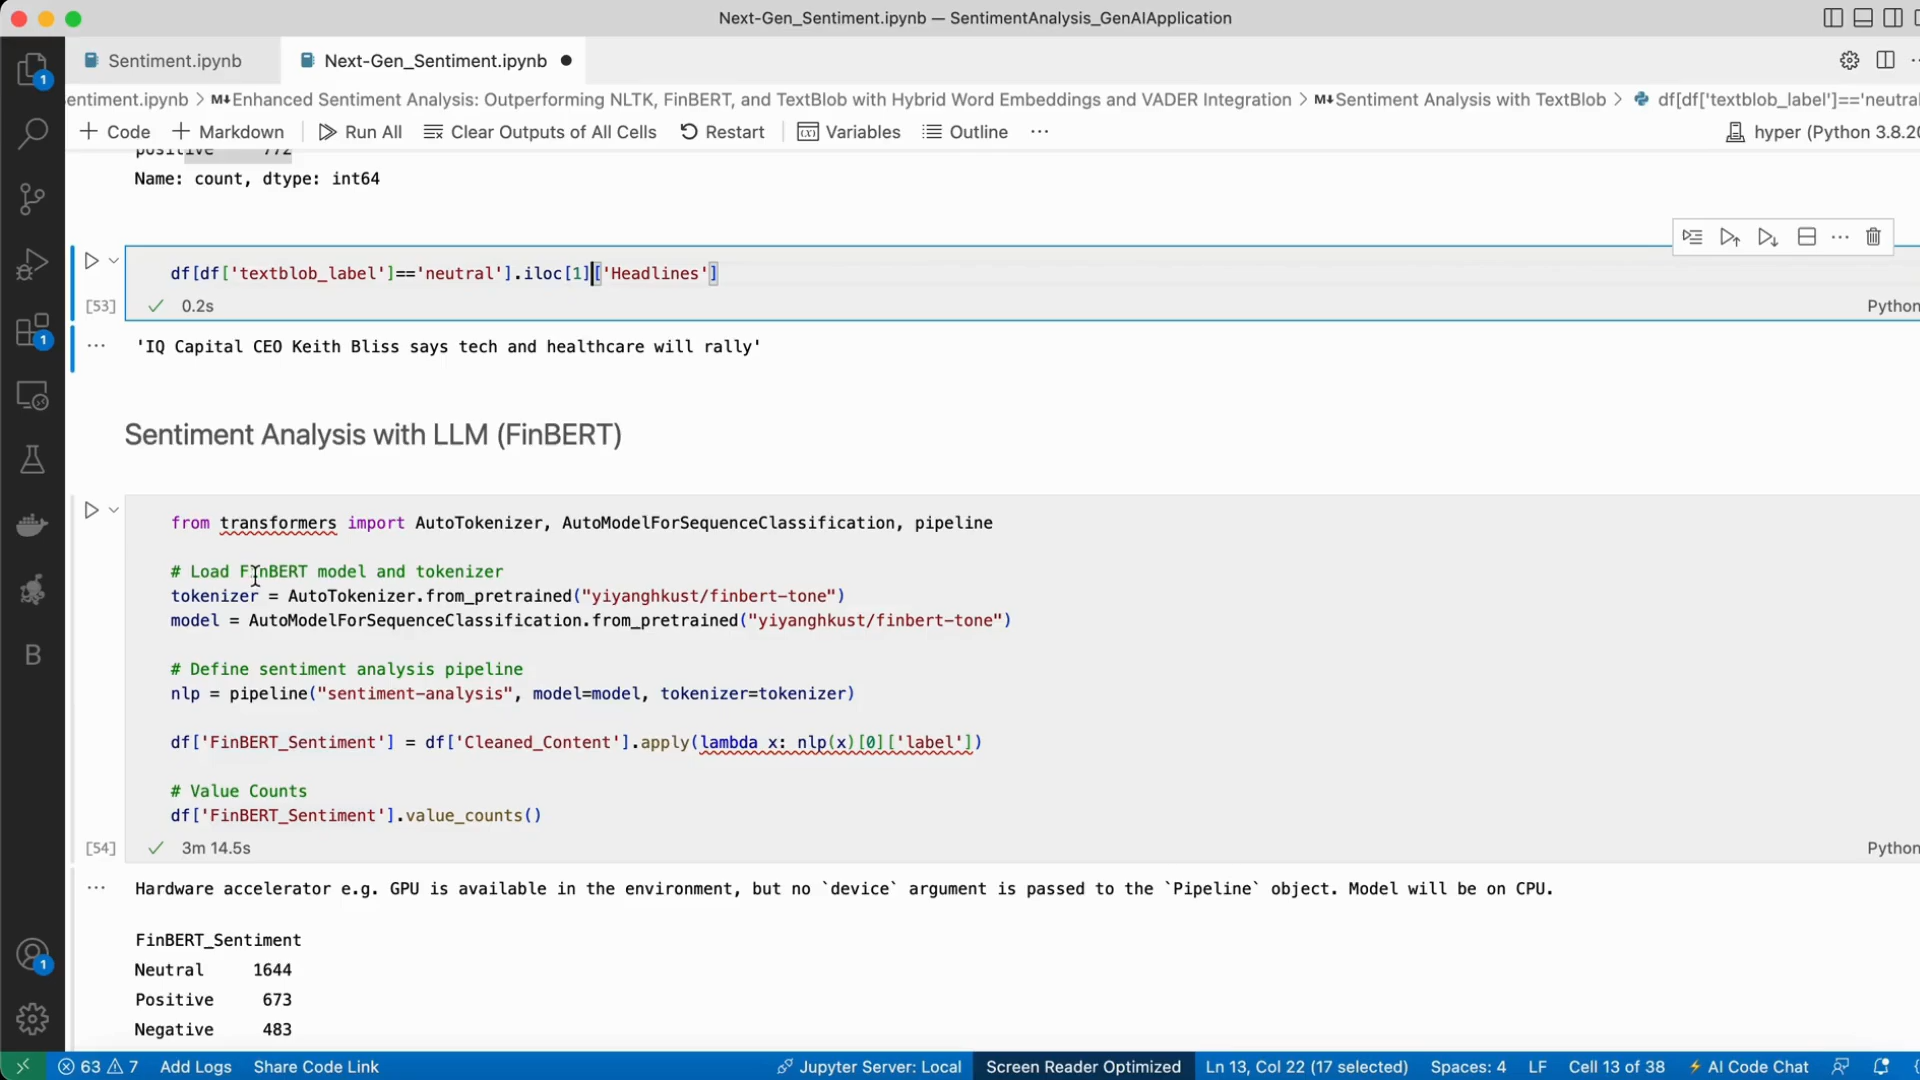 Next-Gen_Sentiment.ipynb — SentimentAnalysis_GenAIApplication
Sentiment.ipynb
Next-Gen_Sentiment.ipynb
entiment.ipynb > M↓Enhanced Sentiment Analysis: Outperforming NLTK, FinBERT, and TextBlob with Hybrid Word Embeddings and VADER Integration > M↓Sentiment Analysis with TextBlob > df[df['textblob_label']=='neutral
+ Code + Markdown Run All Clear Outputs of All Cells Restart Variables Outline ··· hyper (Python 3.8.20
positive 772
Name: count, dtype: int64
df[df['textblob_label']=='neutral'].iloc[1]['Headlines']
[53] 0.2s Python
'IQ Capital CEO Keith Bliss says tech and healthcare will rally'
Sentiment Analysis with LLM (FinBERT)
from transformers import AutoTokenizer, AutoModelForSequenceClassification, pipeline
# Load FinBERT model and tokenizer
tokenizer = AutoTokenizer.from_pretrained("yiyanghkust/finbert-tone")
model = AutoModelForSequenceClassification.from_pretrained("yiyanghkust/finbert-tone")
# Define sentiment analysis pipeline
nlp = pipeline("sentiment-analysis", model=model, tokenizer=tokenizer)
df['FinBERT_Sentiment'] = df['Cleaned_Content'].apply(lambda x: nlp(x)[0]['label'])
# Value Counts
df['FinBERT_Sentiment'].value_counts()
[54] 3m 14.5s Python
Hardware accelerator e.g. GPU is available in the environment, but no `device` argument is passed to the `Pipeline` object. Model will be on CPU.
FinBERT_Sentiment
Neutral 1644
Positive 673
Negative 483
1
1
B
1
63 7 Add Logs Share Code Link Jupyter Server: Local Screen Reader Optimized Ln 13, Col 22 (17 selected) Spaces: 4 LF Cell 13 of 38 AI Code Chat